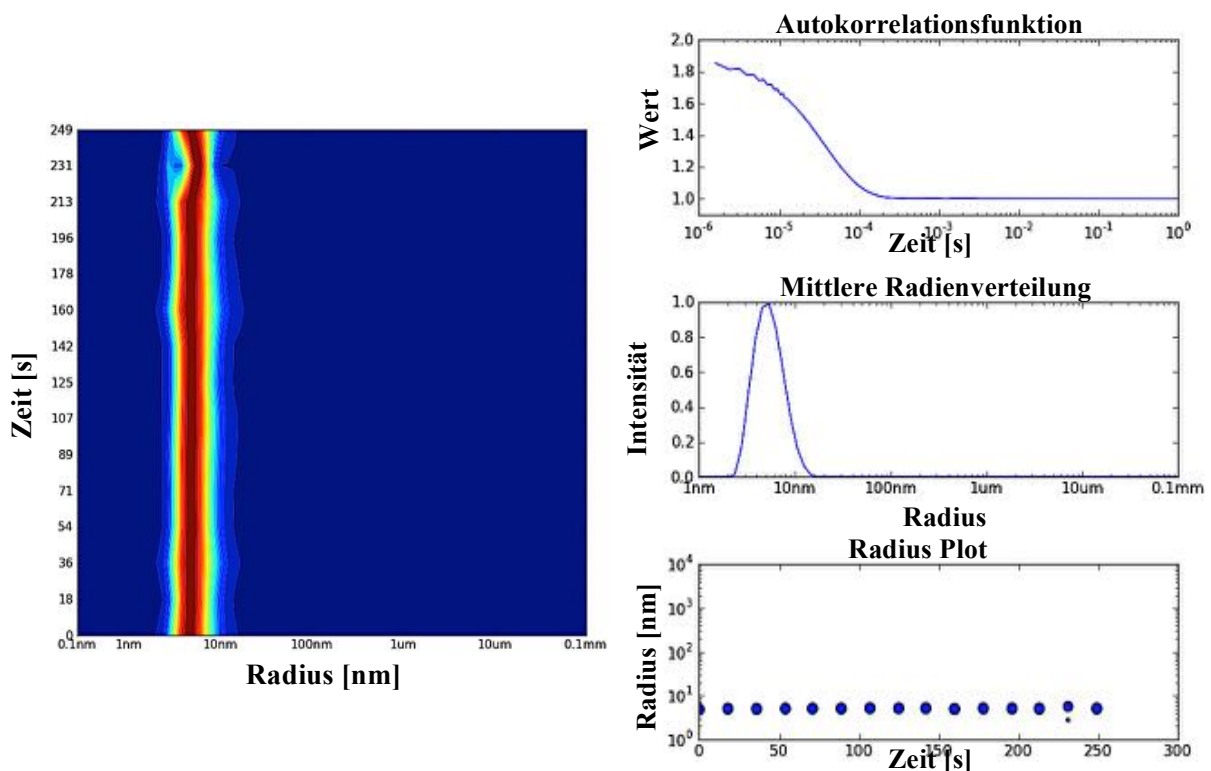 249
231
213
196
178
160
142
125
107
89
71
54
36
18
0
Zeit [s]
0.1nm 1nm 10nm 100nm 1um 10um 0.1mm
Radius [nm]
Autokorrelationsfunktion
2.0
1.8
1.6
1.4
1.2
1.0
Wert
10^-6 10^-5 10^-4 10^-3 10^-2 10^-1 10^0
Zeit [s]
Mittlere Radienverteilung
1.0
0.8
0.6
0.4
0.2
0.0
Intensität
1nm 10nm 100nm 1um 10um 0.1mm
Radius
Radius Plot
10^4
10^3
10^2
10^1
10^0
Radius [nm]
0 50 100 150 200 250 300
Zeit [s]